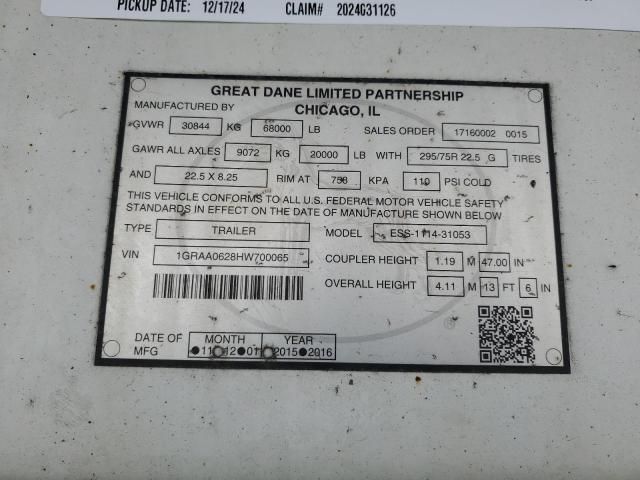 PICKUP DATE: 12/17/24 CLAIM# 2024031126
GREAT DANE LIMITED PARTNERSHIP
MANUFACTURED BY CHICAGO, IL
GVWR 30844 KG 68000 LB SALES ORDER 17160002 0015
GAWR ALL AXLES 9072 KG 20000 LB WITH 295/75R 22.5 G TIRES
AND 22.5 X 8.25 RIM AT 758 KPA 110 PSI COLD
THIS VEHICLE CONFORMS TO ALL U.S. FEDERAL MOTOR VEHICLE SAFETY
STANDARDS IN EFFECT ON THE DATE OF MANUFACTURE SHOWN BELOW
TYPE TRAILER MODEL ESS-1114-31053
VIN 1GRAA0628HW700065 COUPLER HEIGHT 1.19 M 47.00 IN
OVERALL HEIGHT 4.11 M 13 FT 6 IN
DATE OF MFG MONTH YEAR
11 12 01 2015 2016
®